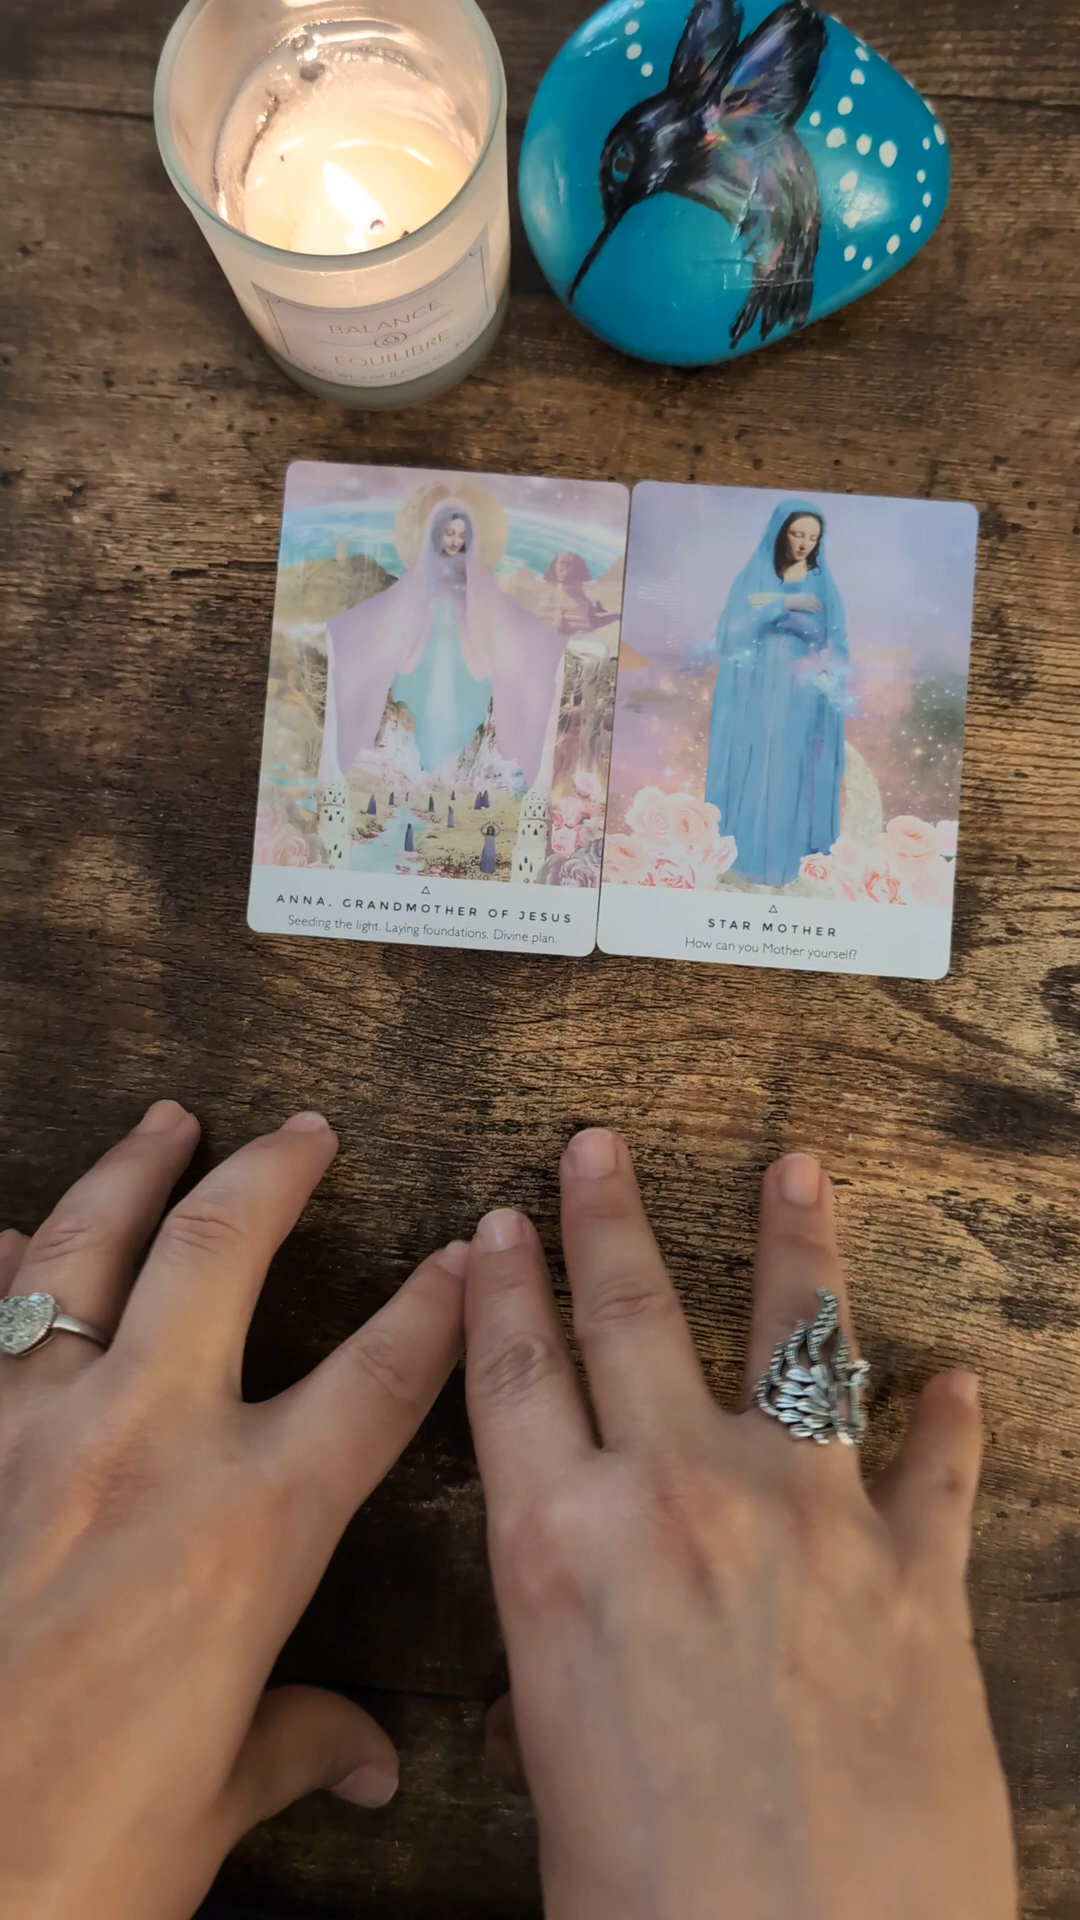 BALANCE
EQUILIBRE
ANNA. GRANDMOTHER OF JESUS
Seeding the light. Laying foundations. Divine plan.
STAR MOTHER
How can you Mother yourself?